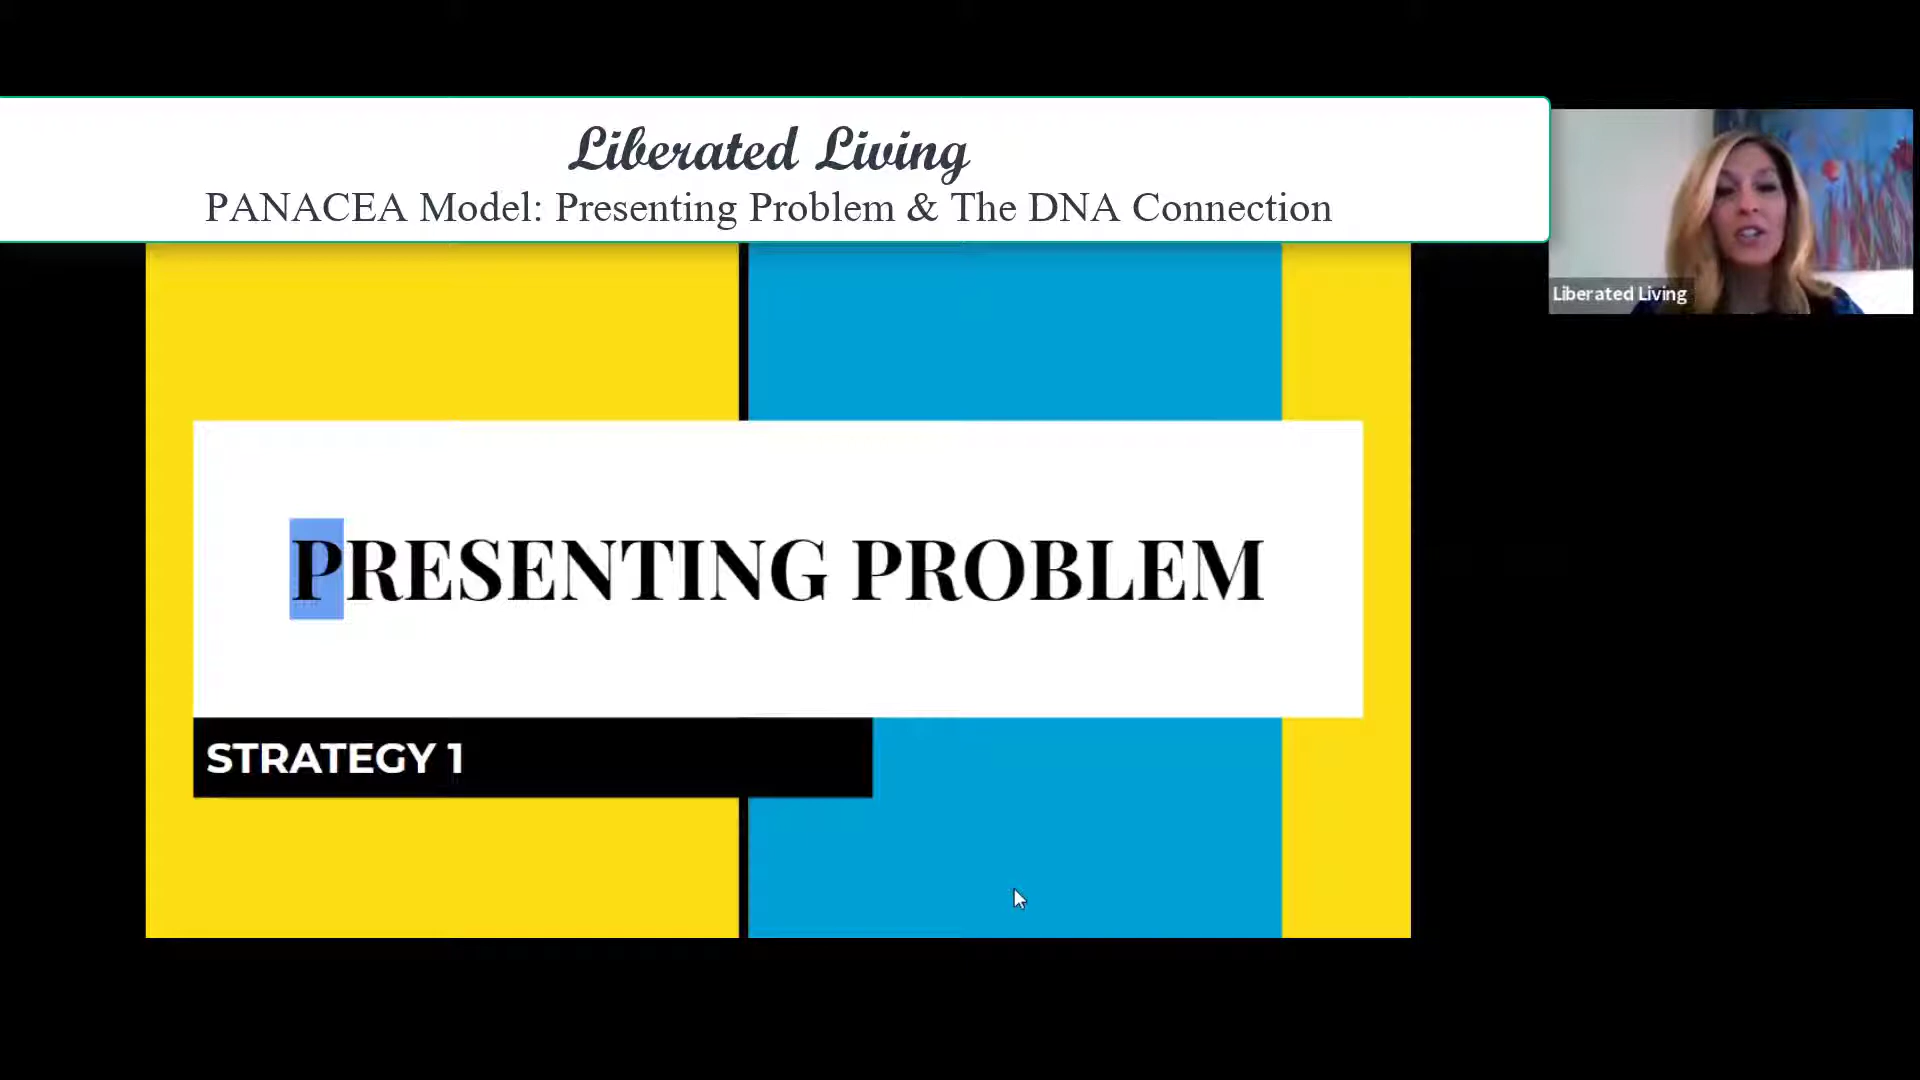 Liberated Living
PANACEA Model: Presenting Problem & The DNA Connection
Liberated Living
PRESENTING PROBLEM
STRATEGY 1